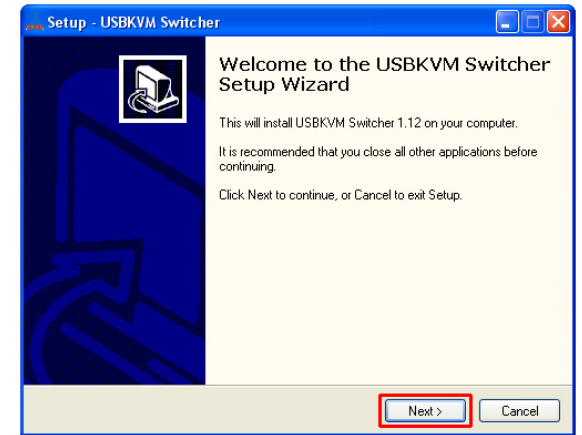 Setup - USBKVM Switcher
Welcome to the USBKVM Switcher
Setup Wizard
This will install USBKVM Switcher 1.12 on your computer.
It is recommended that you close all other applications before
continuing.
Click Next to continue, or Cancel to exit Setup.
Next >
Cancel